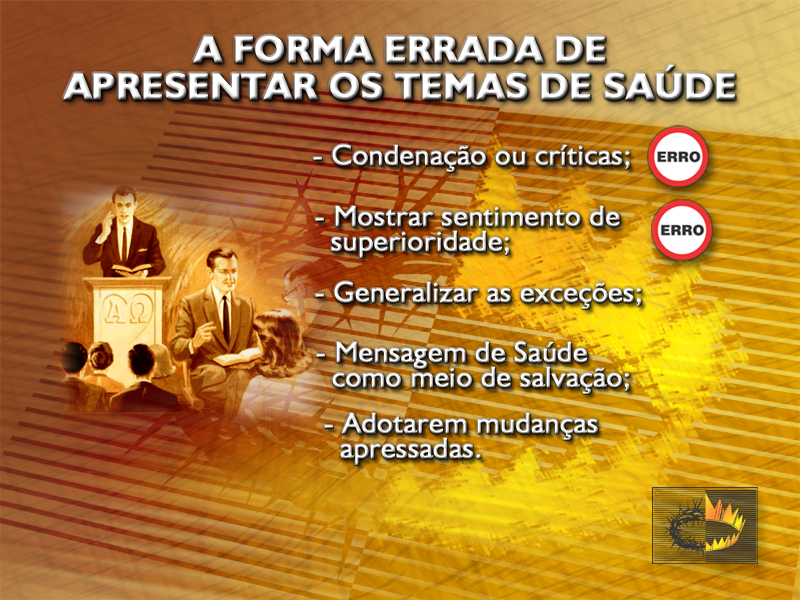 A FORMA ERRADA DE
APRESENTAR OS TEMAS DE SAÚDE
- Condenação ou críticas;
ERRO
- Mostrar sentimento de
superioridade;
ERRO
- Generalizar as exceções;
- Mensagem de Saúde
como meio de salvação;
- Adotarem mudanças
apressadas.
ΑΩ